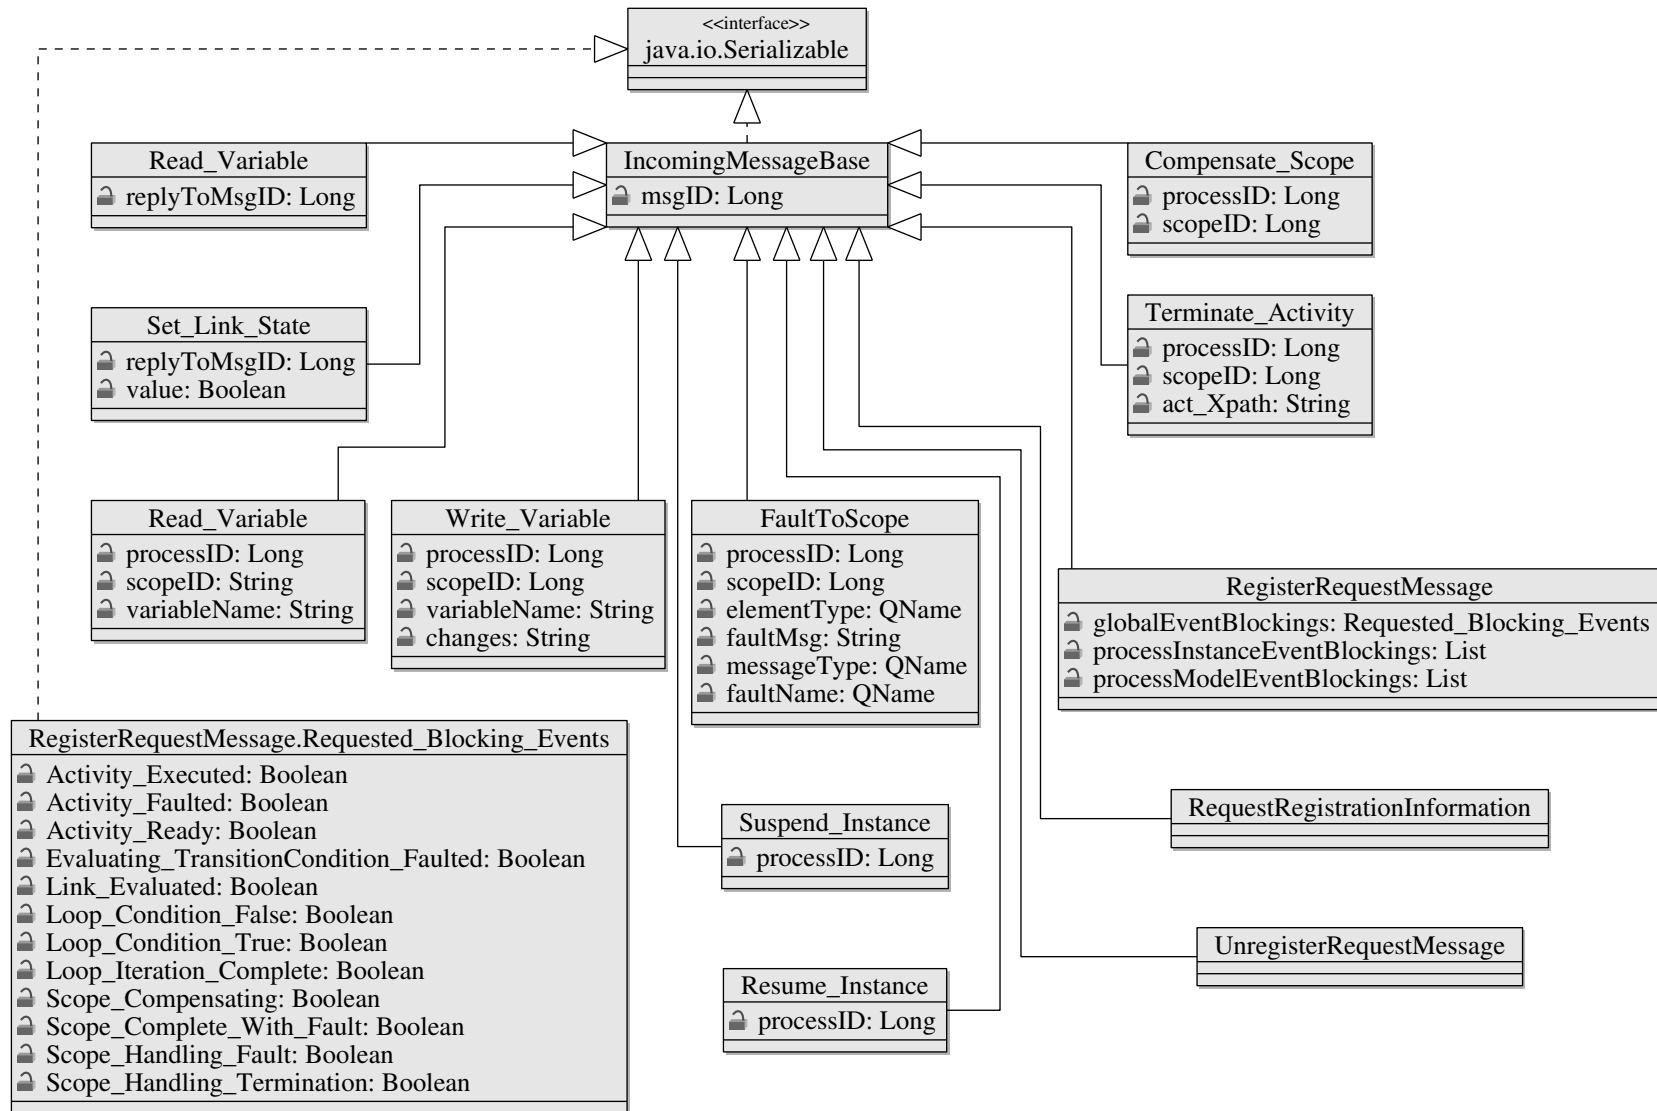 <<interface>>
java.io.Serializable
Read_Variable
replyToMsgID: Long
IncomingMessageBase
msgID: Long
Compensate_Scope
processID: Long
scopeID: Long
Set_Link_State
replyToMsgID: Long
value: Boolean
Terminate_Activity
processID: Long
scopeID: Long
act_Xpath: String
Read_Variable
processID: Long
scopeID: String
variableName: String
Write_Variable
processID: Long
scopeID: Long
variableName: String
changes: String
FaultToScope
processID: Long
scopeID: Long
elementType: QName
faultMsg: String
messageType: QName
faultName: QName
RegisterRequestMessage
globalEventBlockings: Requested_Blocking_Events
processInstanceEventBlockings: List
processModelEventBlockings: List
RegisterRequestMessage.Requested_Blocking_Events
Activity_Executed: Boolean
Activity_Faulted: Boolean
Activity_Ready: Boolean
Evaluating_TransitionCondition_Faulted: Boolean
Link_Evaluated: Boolean
Loop_Condition_False: Boolean
Loop_Condition_True: Boolean
Loop_Iteration_Complete: Boolean
Scope_Compensating: Boolean
Scope_Complete_With_Fault: Boolean
Scope_Handling_Fault: Boolean
Scope_Handling_Termination: Boolean
Suspend_Instance
processID: Long
RequestRegistrationInformation
UnregisterRequestMessage
Resume_Instance
processID: Long